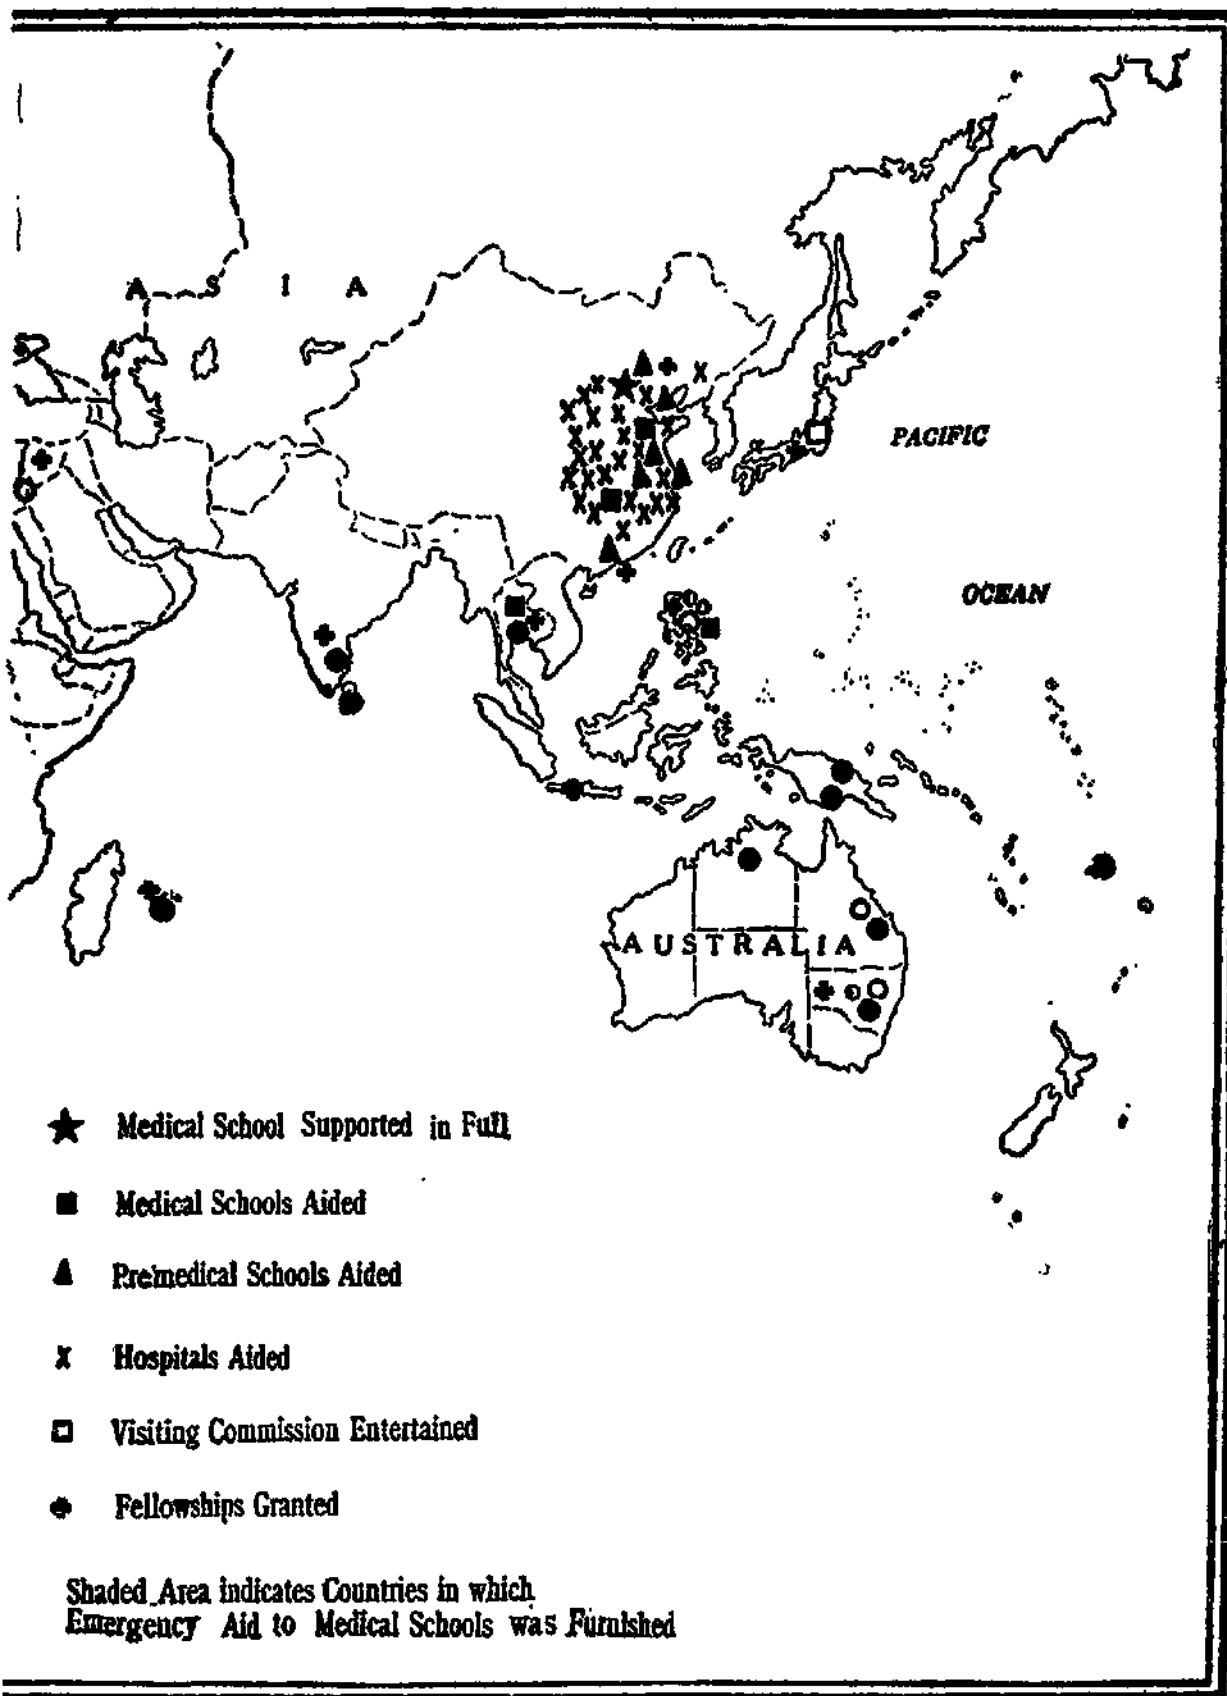 ASIA
PACIFIC
OCEAN
AUSTRALIA
Medical School Supported in Full
Medical Schools Aided
Premedical Schools Aided
Hospitals Aided
Visiting Commission Entertained
Fellowships Granted
Shaded Area indicates Countries in which
Emergency Aid to Medical Schools was Furnished